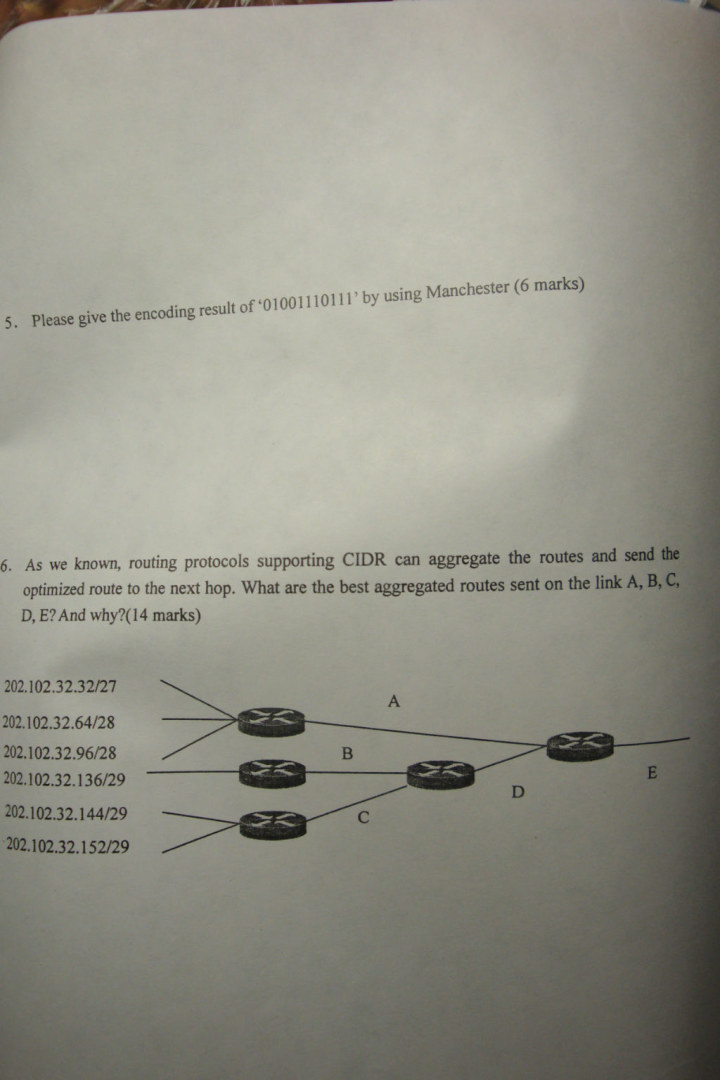 5. Please give the encoding result of ‘01001110111’ by using Manchester (6 marks)
6. As we known, routing protocols supporting CIDR can aggregate the routes and send the
optimized route to the next hop. What are the best aggregated routes sent on the link A, B, C,
D, E? And why?(14 marks)
202.102.32.32/27
A
202.102.32.64/28
202.102.32.96/28
B
202.102.32.136/29
E
D
202.102.32.144/29
C
202.102.32.152/29